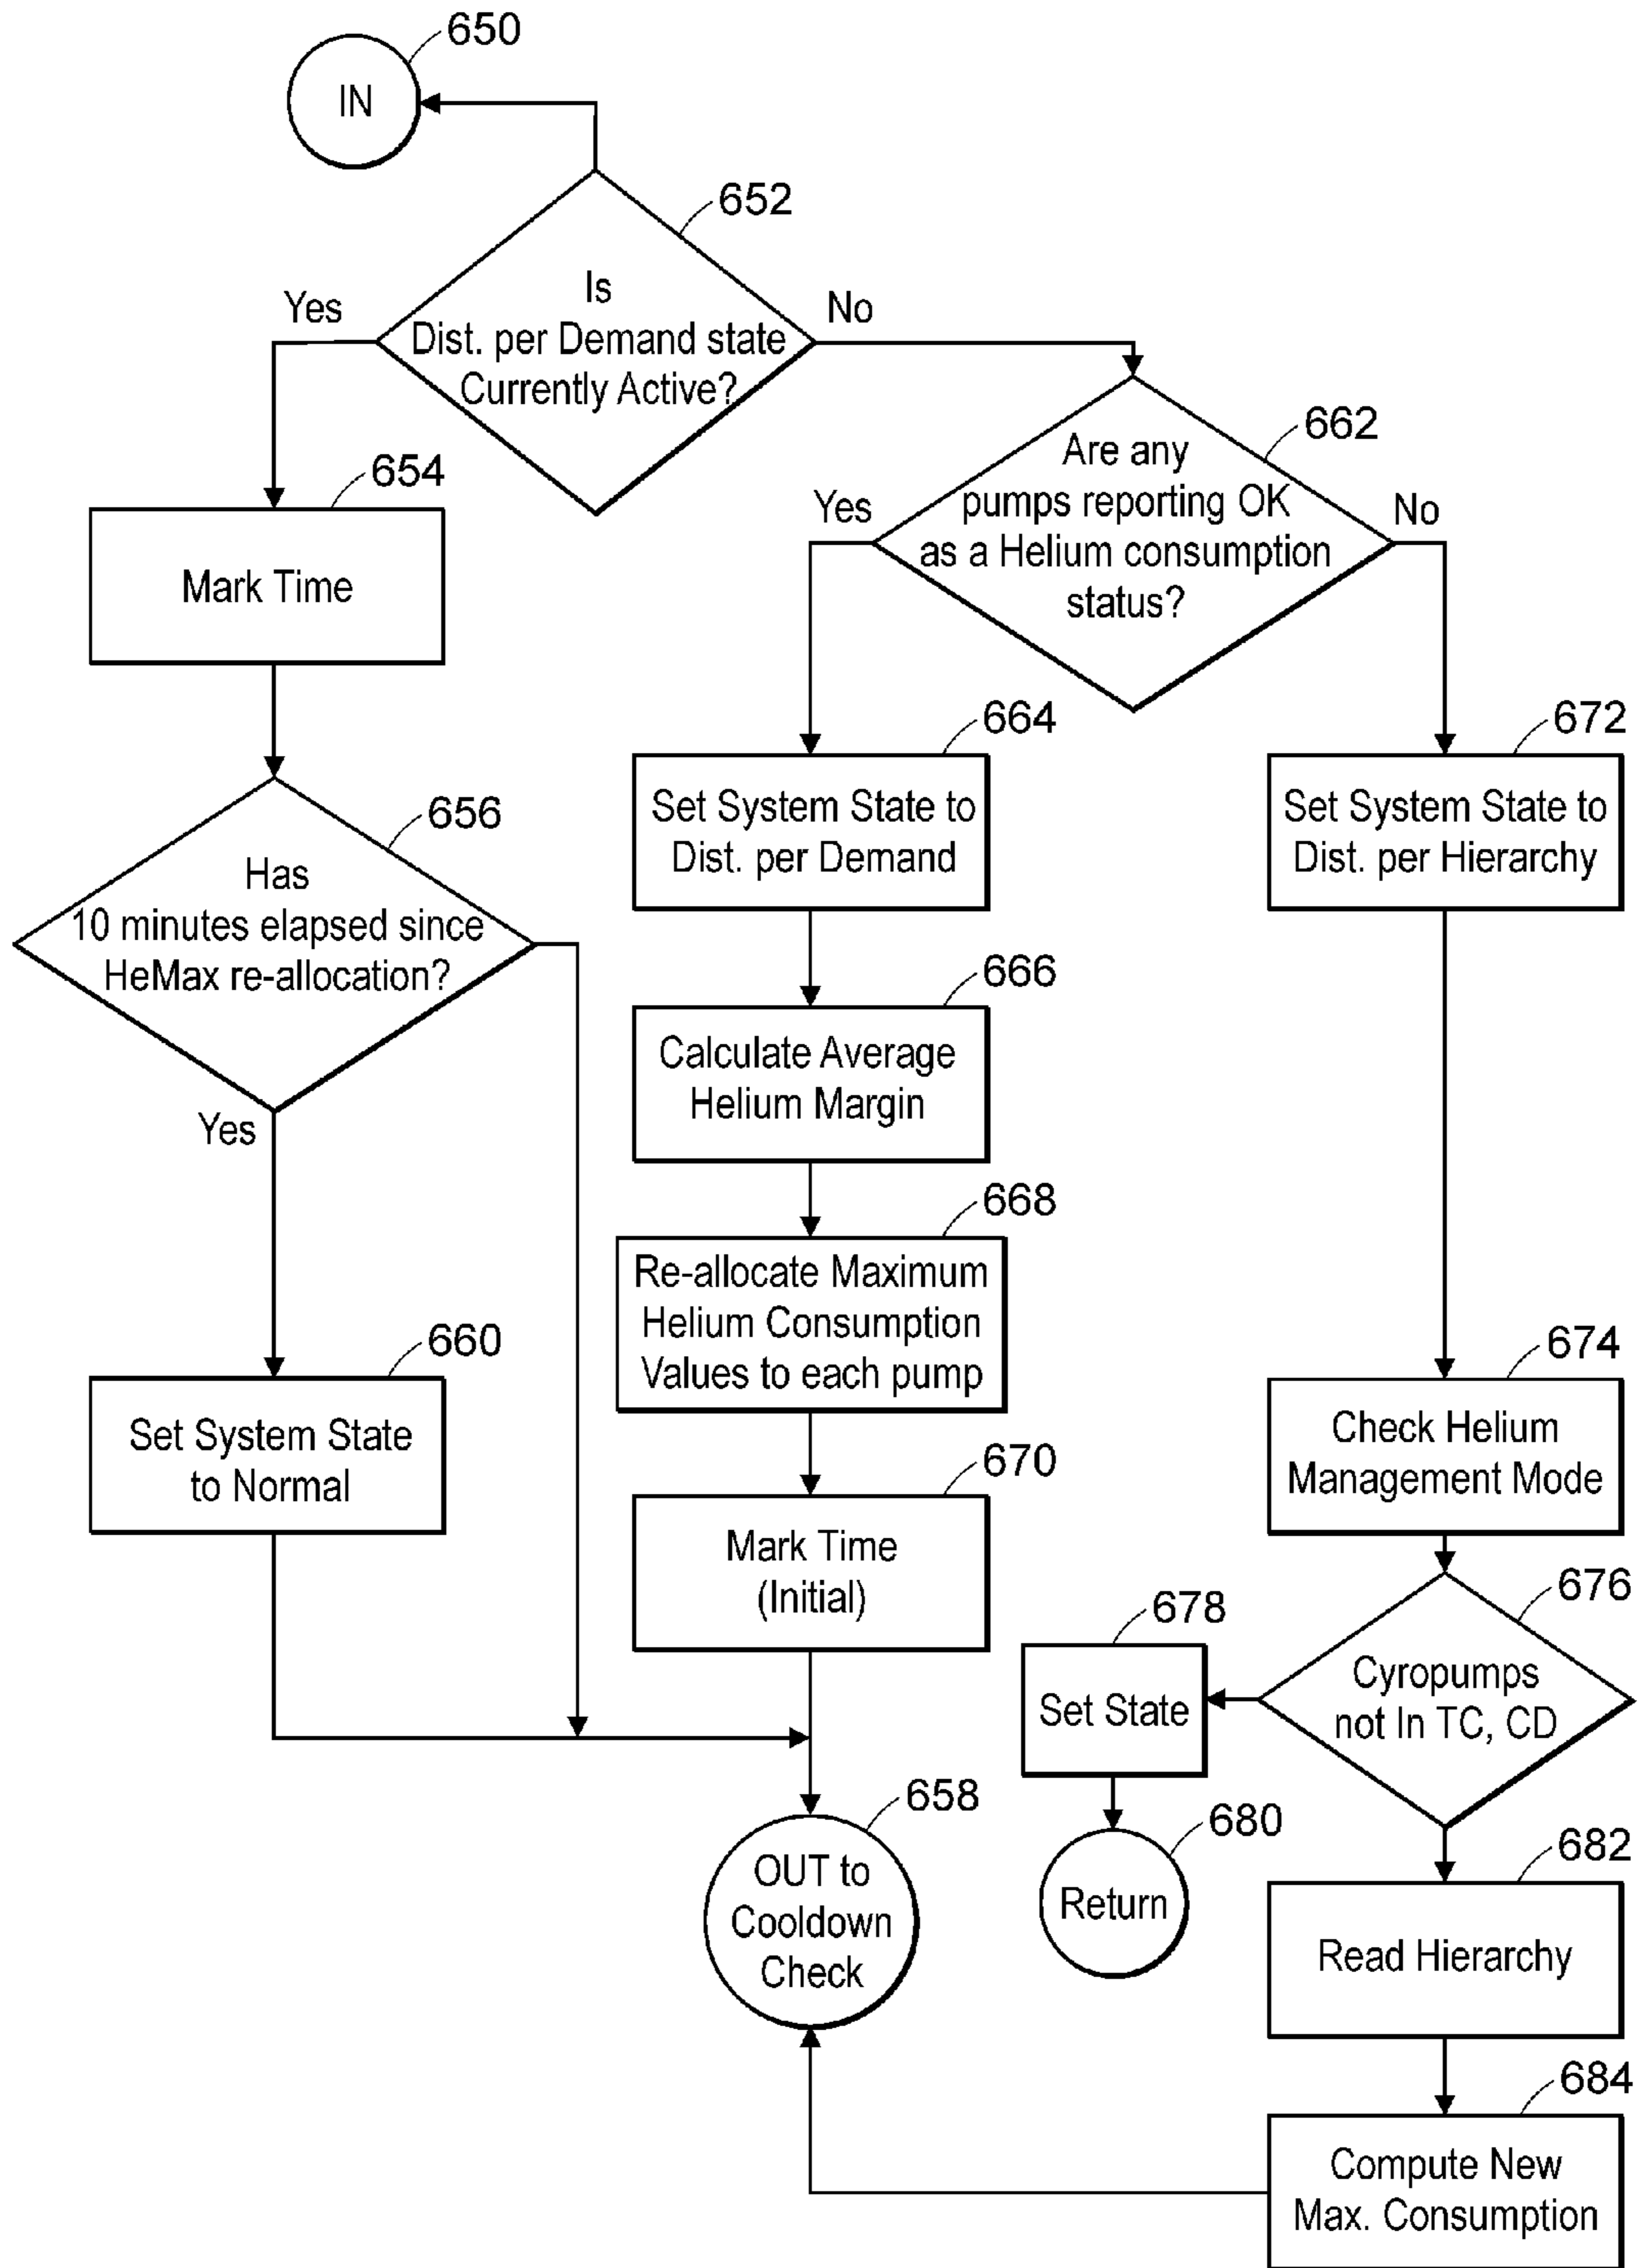 650
IN
652
Is
Dist. per Demand state
Currently Active?
Yes
No
654
Mark Time
662
Are any
pumps reporting OK
as a Helium consumption
status?
Yes
No
656
Has
10 minutes elapsed since
HeMax re-allocation?
Yes
664
Set System State to
Dist. per Demand
672
Set System State to
Dist. per Hierarchy
666
Calculate Average
Helium Margin
668
Re-allocate Maximum
Helium Consumption
Values to each pump
660
Set System State
to Normal
670
Mark Time
(Initial)
674
Check Helium
Management Mode
676
Cyropumps
not In TC, CD
678
Set State
680
Return
658
OUT to
Cooldown
Check
682
Read Hierarchy
684
Compute New
Max. Consumption